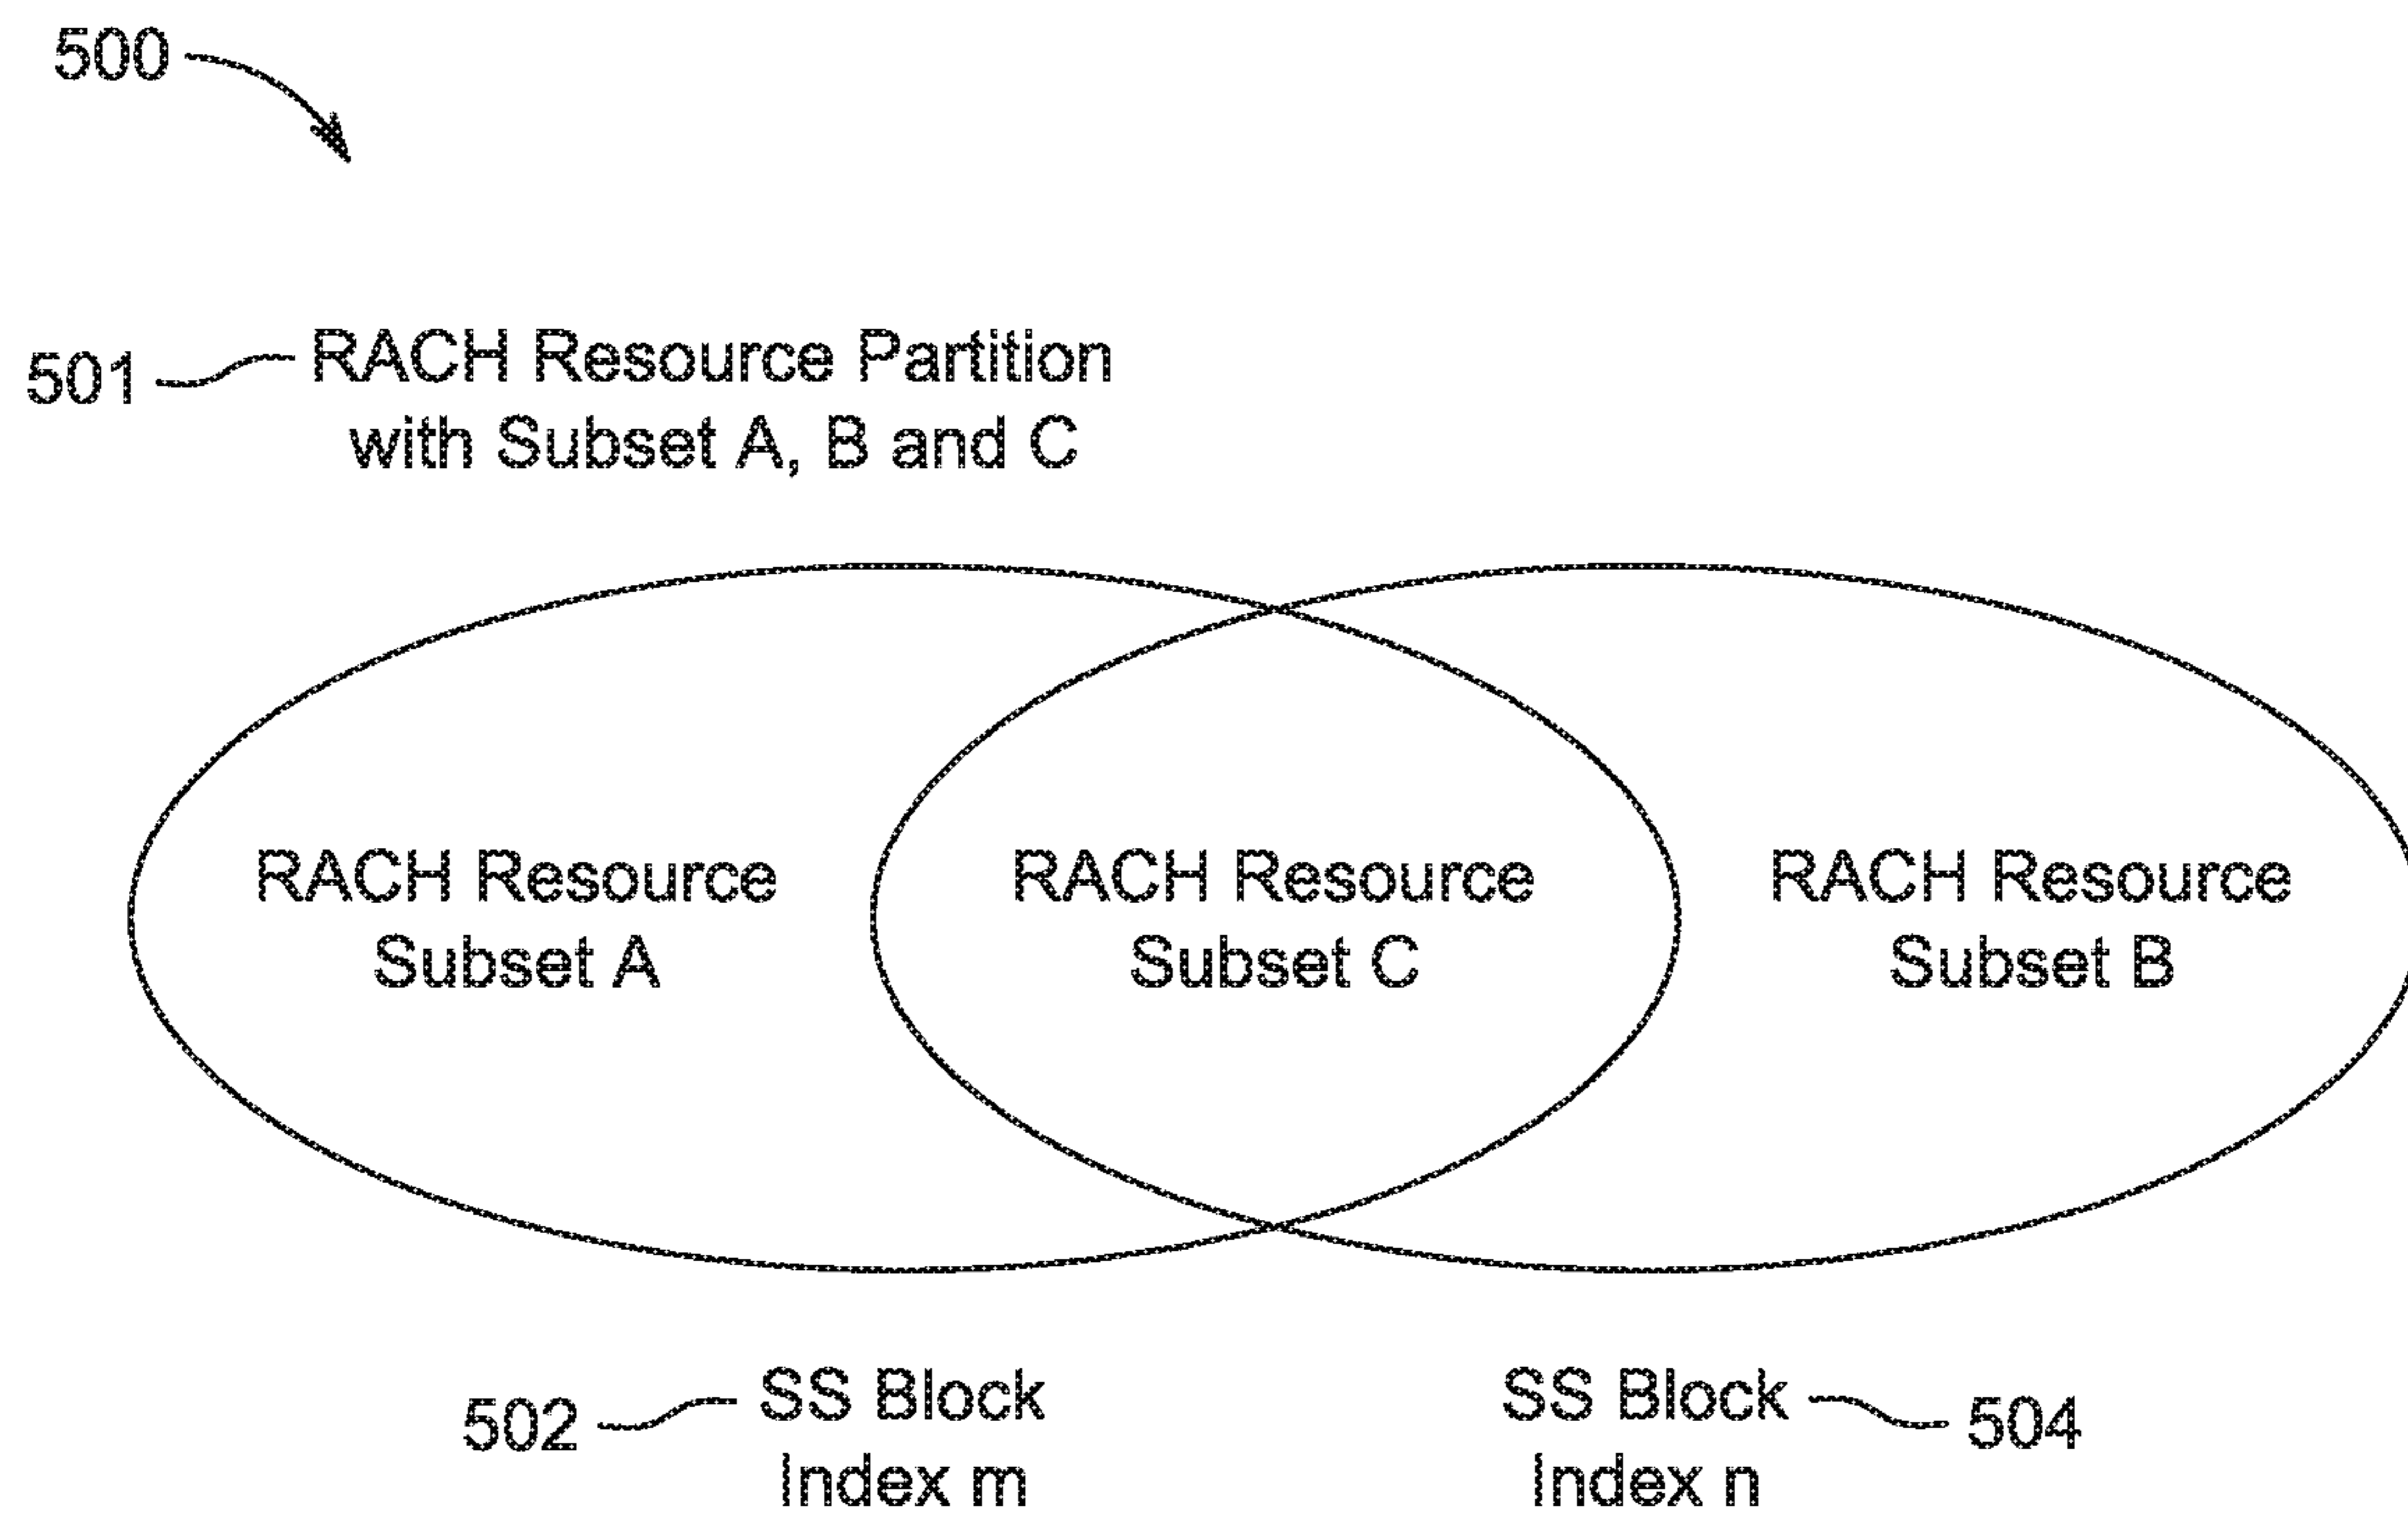 500
501 RACH Resource Partition
with Subset A, B and C
RACH Resource
Subset A
RACH Resource
Subset C
RACH Resource
Subset B
502 SS Block
Index m
SS Block 504
Index n